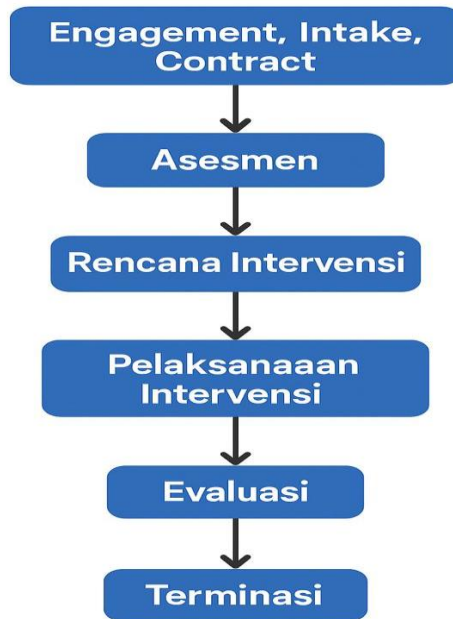 Engagement, Intake,
Contract
Asesmen
Rencana Intervensi
Pelaksanaaan
Intervensi
Evaluasi
Terminasi